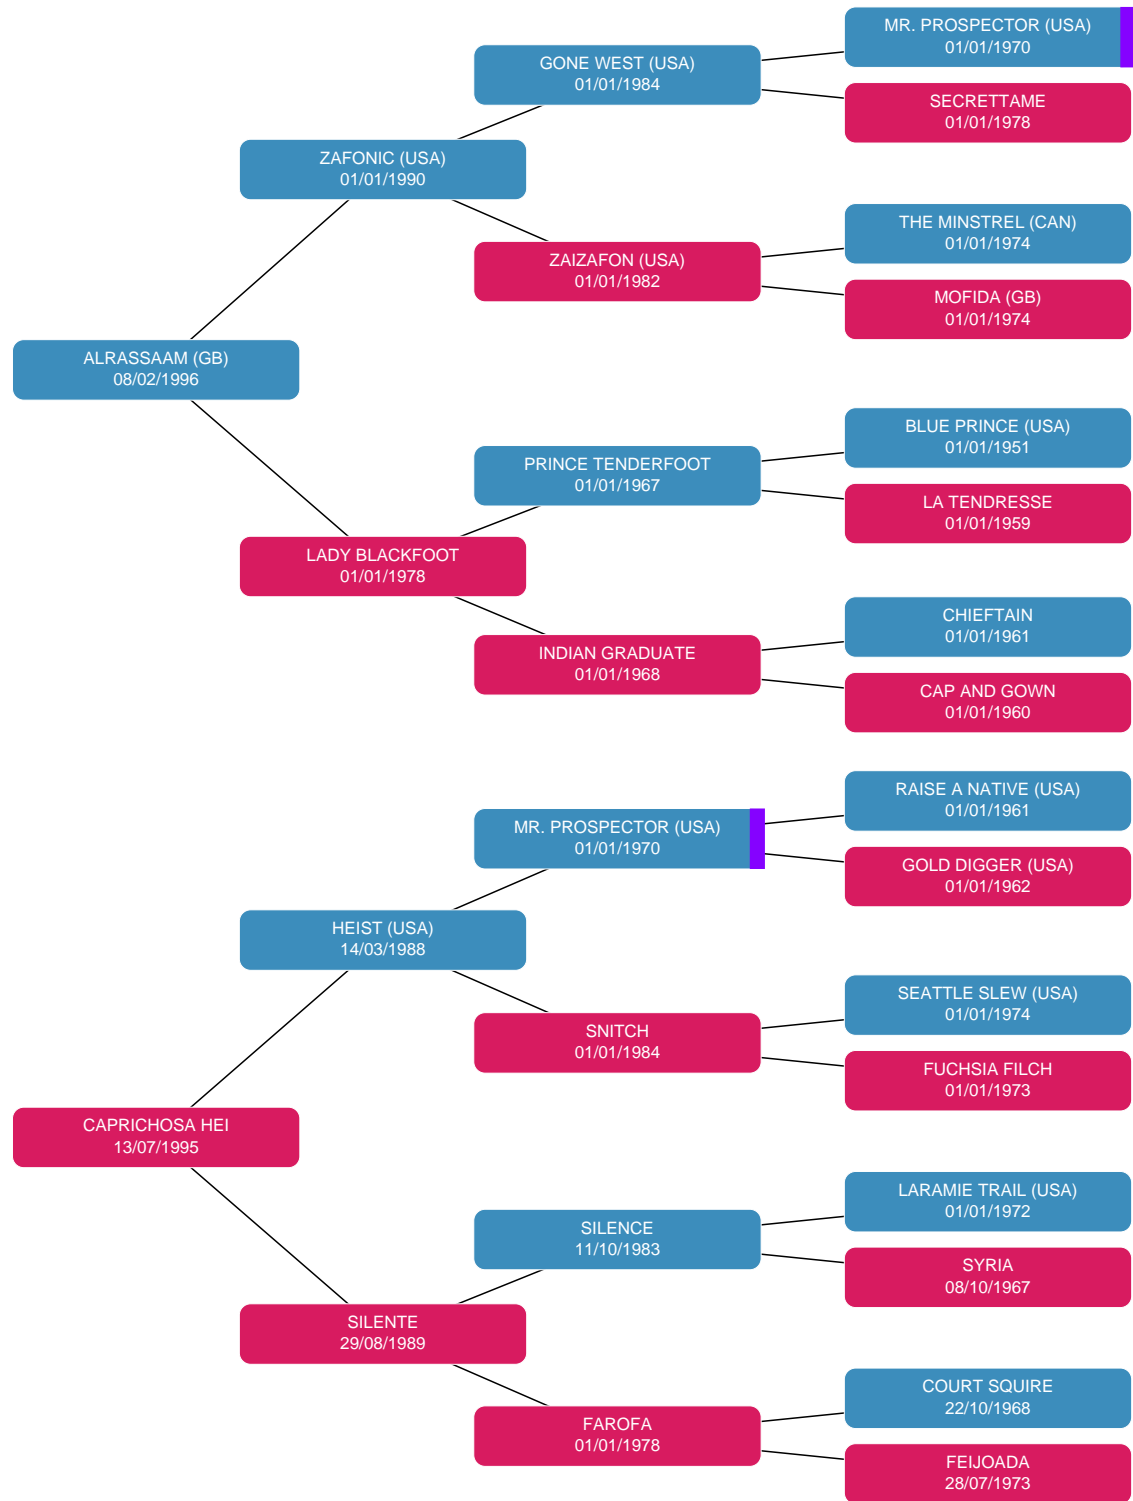 MR. PROSPECTOR (USA)
01/01/1970
GONE WEST (USA)
01/01/1984
SECRETTAME
01/01/1978
ZAFONIC (USA)
01/01/1990
THE MINSTREL (CAN)
01/01/1974
ZAIZAFON (USA)
01/01/1982
MOFIDA (GB)
01/01/1974
ALRASSAAM (GB)
08/02/1996
BLUE PRINCE (USA)
01/01/1951
PRINCE TENDERFOOT
01/01/1967
LA TENDRESSE
01/01/1959
LADY BLACKFOOT
01/01/1978
CHIEFTAIN
01/01/1961
INDIAN GRADUATE
01/01/1968
CAP AND GOWN
01/01/1960
RAISE A NATIVE (USA)
01/01/1961
MR. PROSPECTOR (USA)
01/01/1970
GOLD DIGGER (USA)
01/01/1962
HEIST (USA)
14/03/1988
SEATTLE SLEW (USA)
01/01/1974
SNITCH
01/01/1984
FUCHSIA FILCH
01/01/1973
CAPRICHOSA HEI
13/07/1995
LARAMIE TRAIL (USA)
01/01/1972
SILENCE
11/10/1983
SYRIA
08/10/1967
SILENTE
29/08/1989
COURT SQUIRE
22/10/1968
FAROFA
01/01/1978
FEIJOADA
28/07/1973